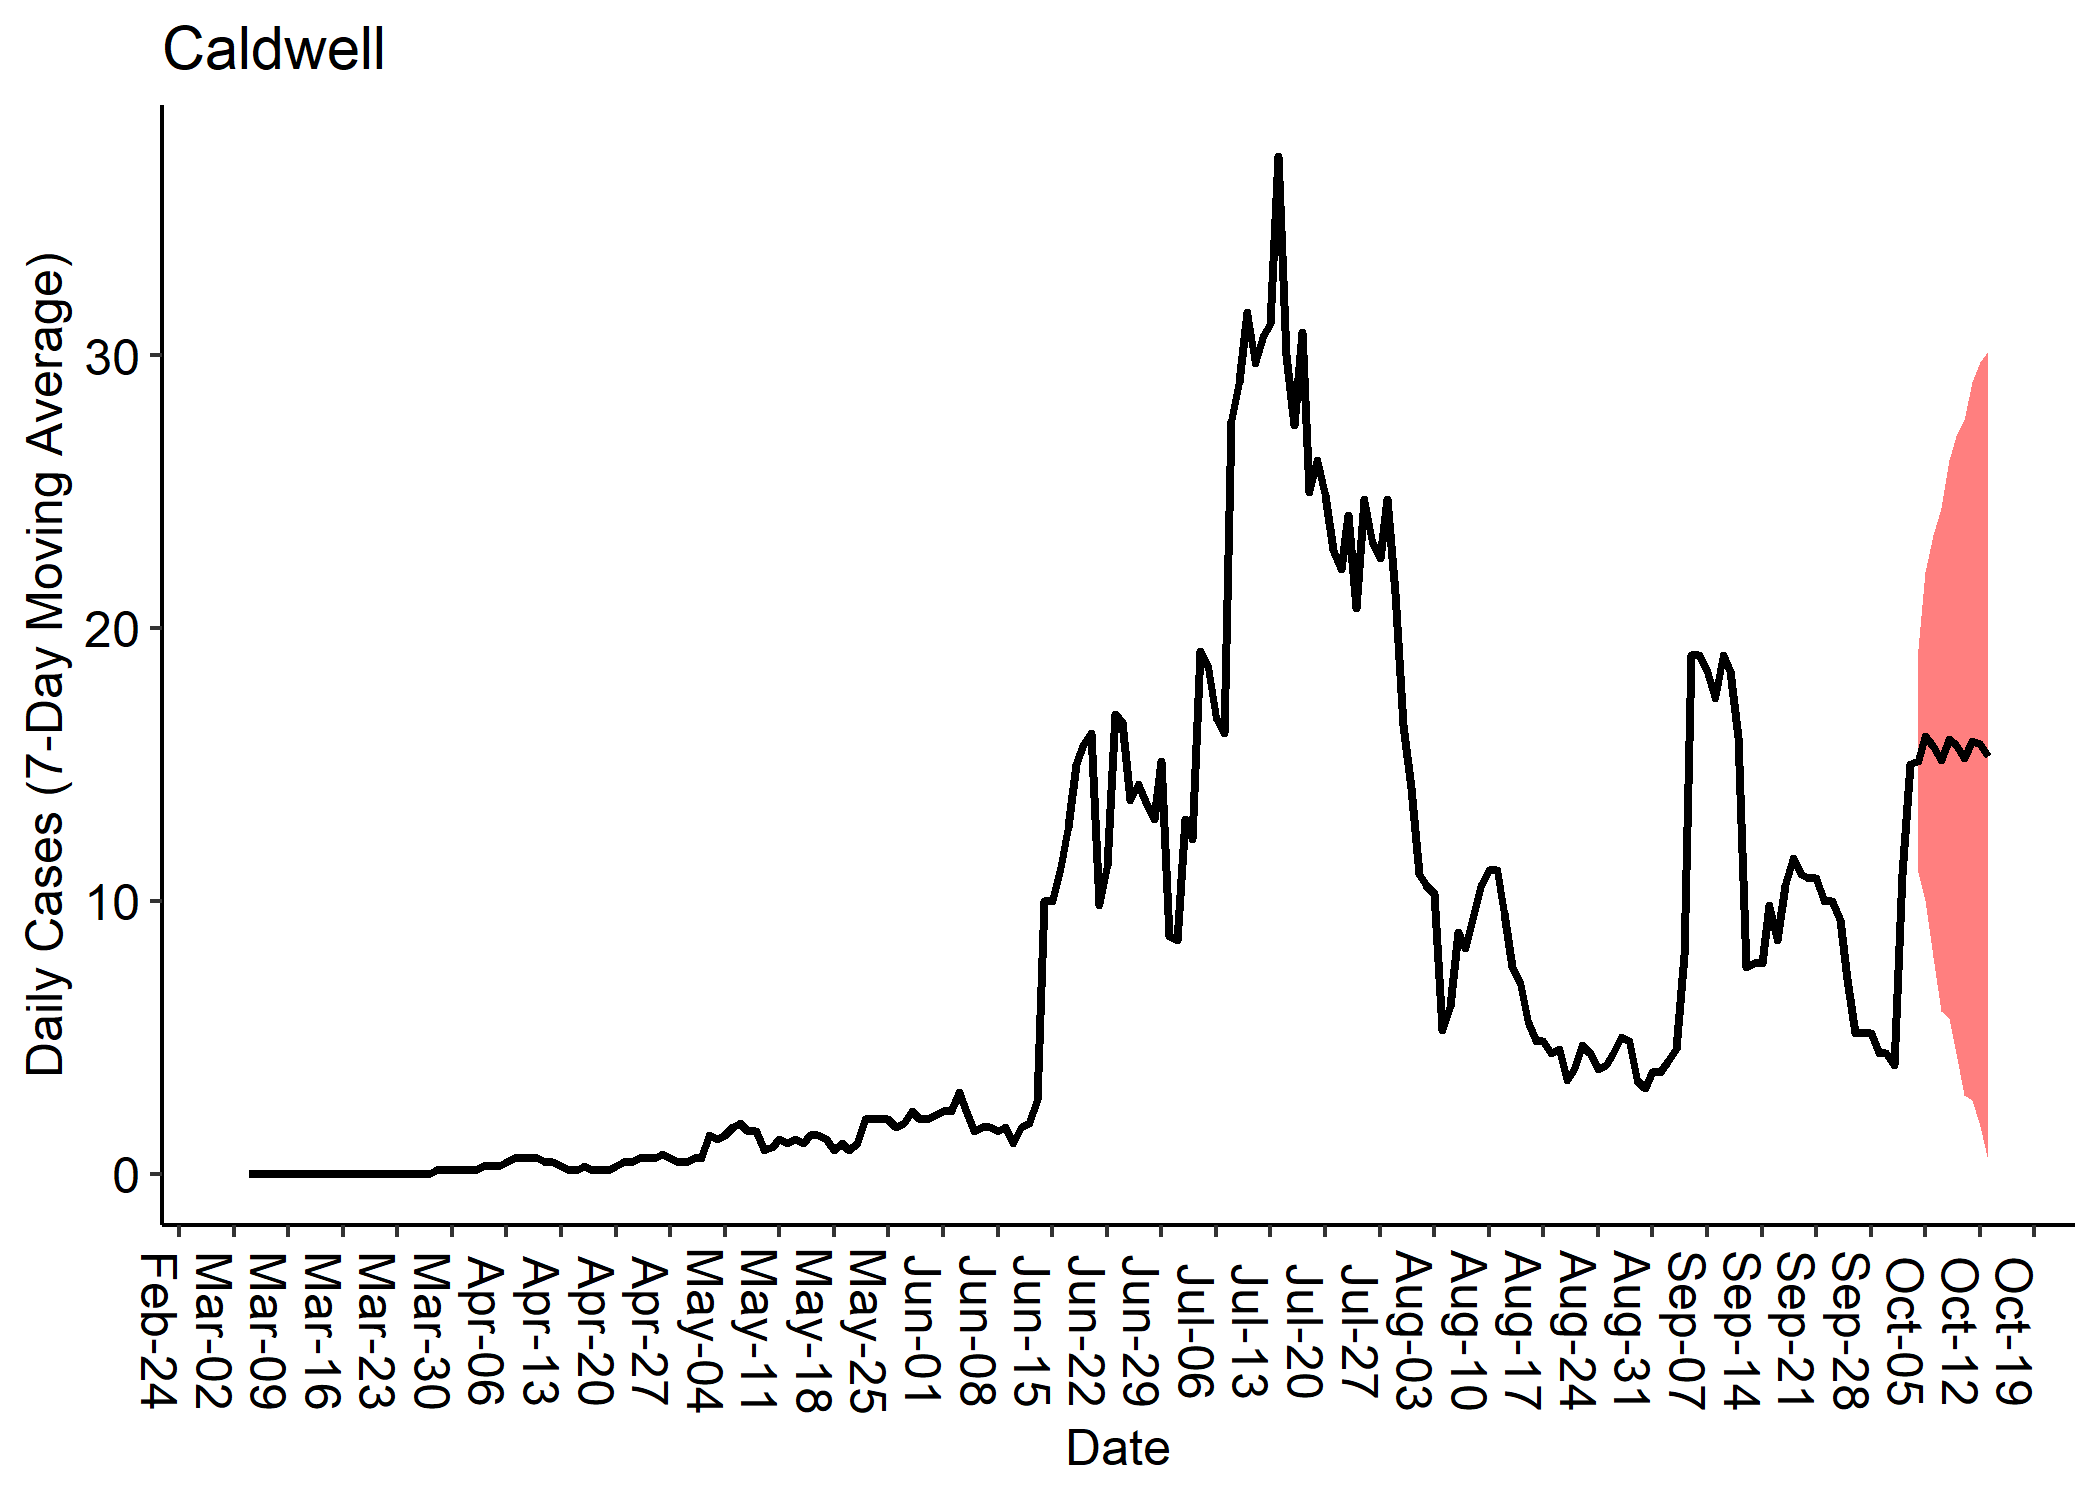 Caldwell
Daily Cases (7-Day Moving Average)
30
20
10
0
Feb-24
Mar-02
Mar-09
Mar-16
Mar-23
Mar-30
Apr-06
Apr-13
Apr-20
Apr-27
May-04
May-11
May-18
May-25
Jun-01
Jun-08
Jun-15
Jun-22
Jun-29
Jul-06
Jul-13
Jul-20
Jul-27
Aug-03
Aug-10
Aug-17
Aug-24
Aug-31
Sep-07
Sep-14
Sep-21
Sep-28
Oct-05
Oct-12
Oct-19
Date